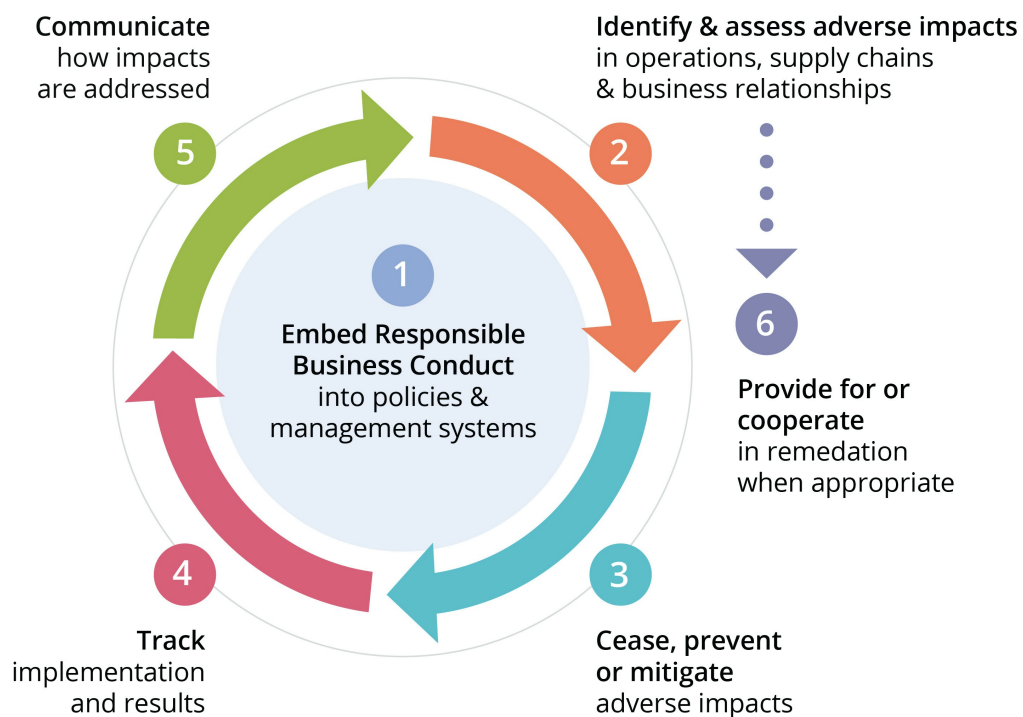 Communicate
how impacts
are addressed
5
Identify & assess adverse impacts
in operations, supply chains
& business relationships
2
1
Embed Responsible
Business Conduct
into policies &
management systems
6
Provide for or
cooperate
in remedation
when appropriate
4
Track
implementation
and results
3
Cease, prevent
or mitigate
adverse impacts